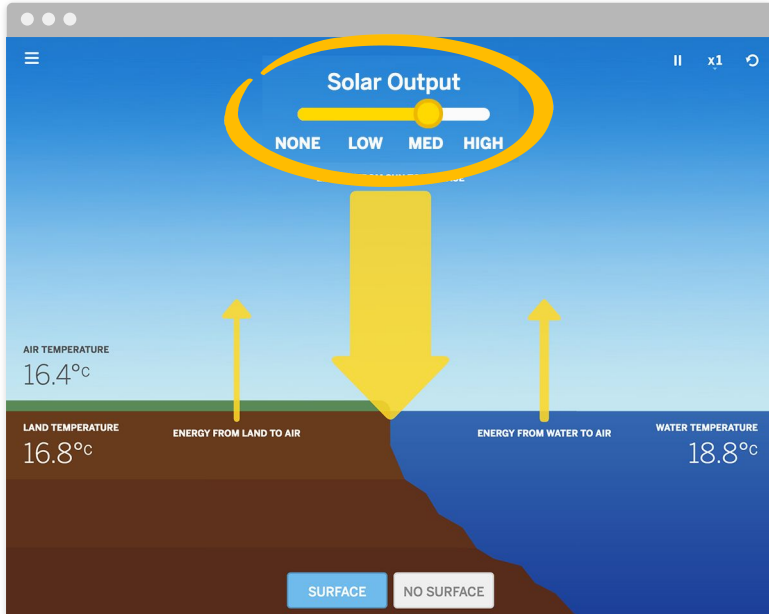 x1
Solar Output
NONE LOW MED HIGH
AIR TEMPERATURE
16.4°C
LAND TEMPERATURE
16.8°C
ENERGY FROM LAND TO AIR
ENERGY FROM WATER TO AIR
WATER TEMPERATURE
18.8°C
SURFACE
NO SURFACE